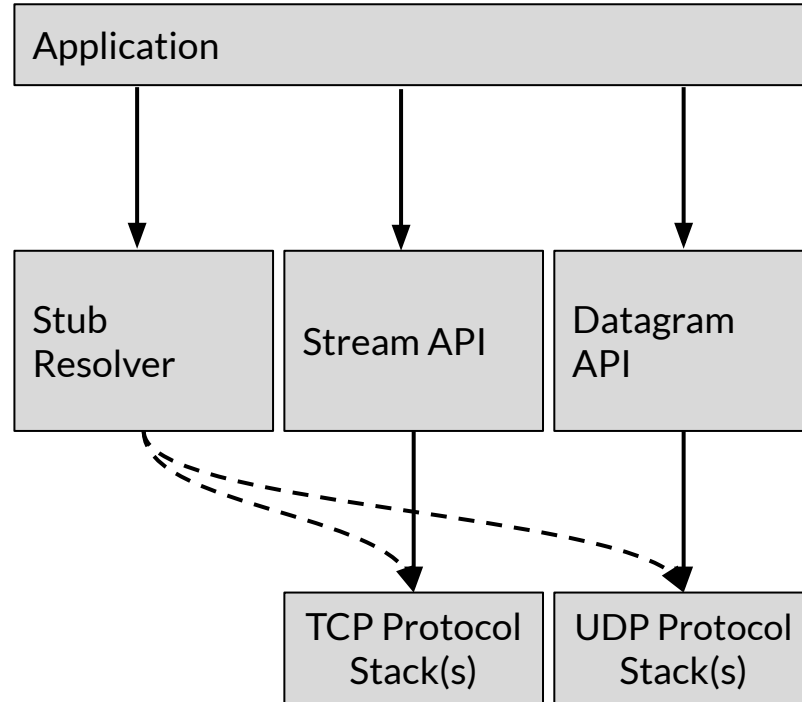 Application
Stub
Resolver
Stream API
Datagram
API
TCP Protocol
Stack(s)
UDP Protocol
Stack(s)